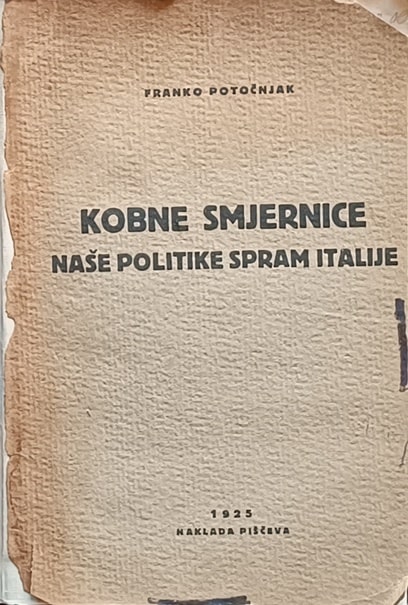 FRANKO POTOČNJAK
KOBNE SMJERNICE
NAŠE POLITIKE SPRAM ITALIJE
1925
NAKLADA PIŠČEVA